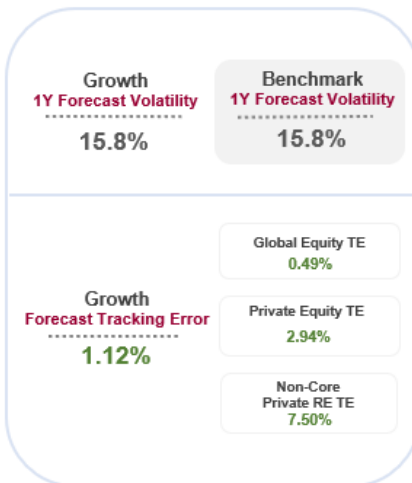 Growth
1Y Forecast Volatility
15.8%
Benchmark
1Y Forecast Volatility
15.8%
Growth
Forecast Tracking Error
1.12%
Global Equity TE
0.49%
Private Equity TE
2.94%
Non-Core
Private RE TE
7.50%